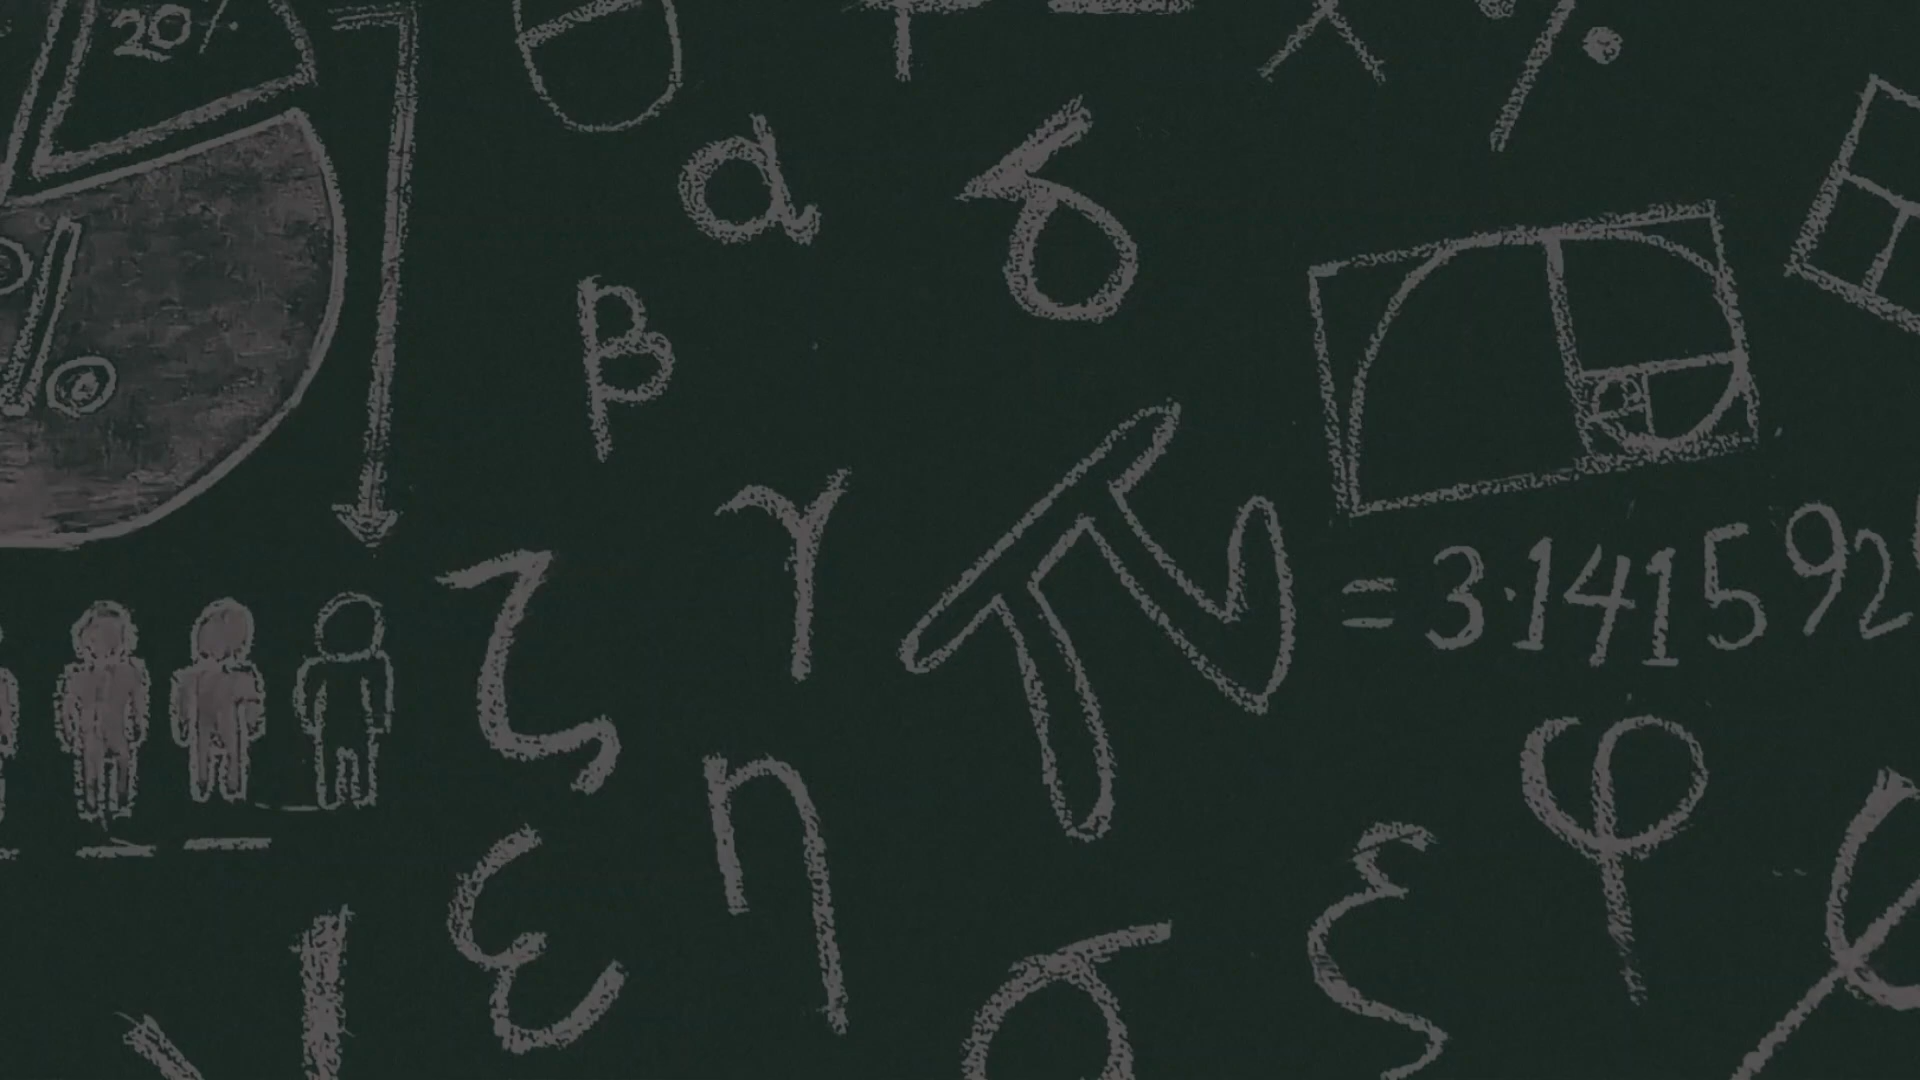 20%
θ + - × %
α δ
β
γ π = 3.141592
ζ
η φ
ε ξ
σ